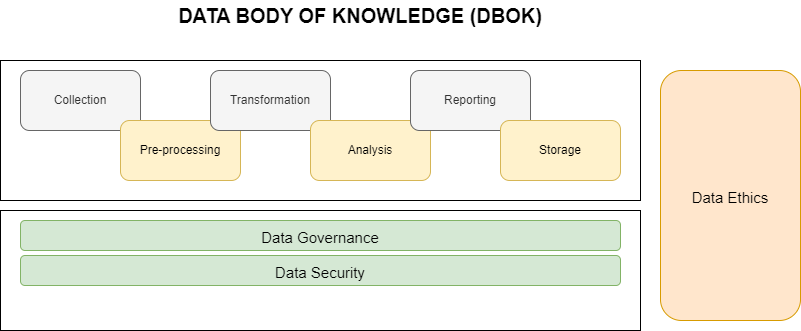 DATA BODY OF KNOWLEDGE (DBOK)
Collection
Transformation
Reporting
Pre-processing
Analysis
Storage
Data Ethics
Data Governance
Data Security